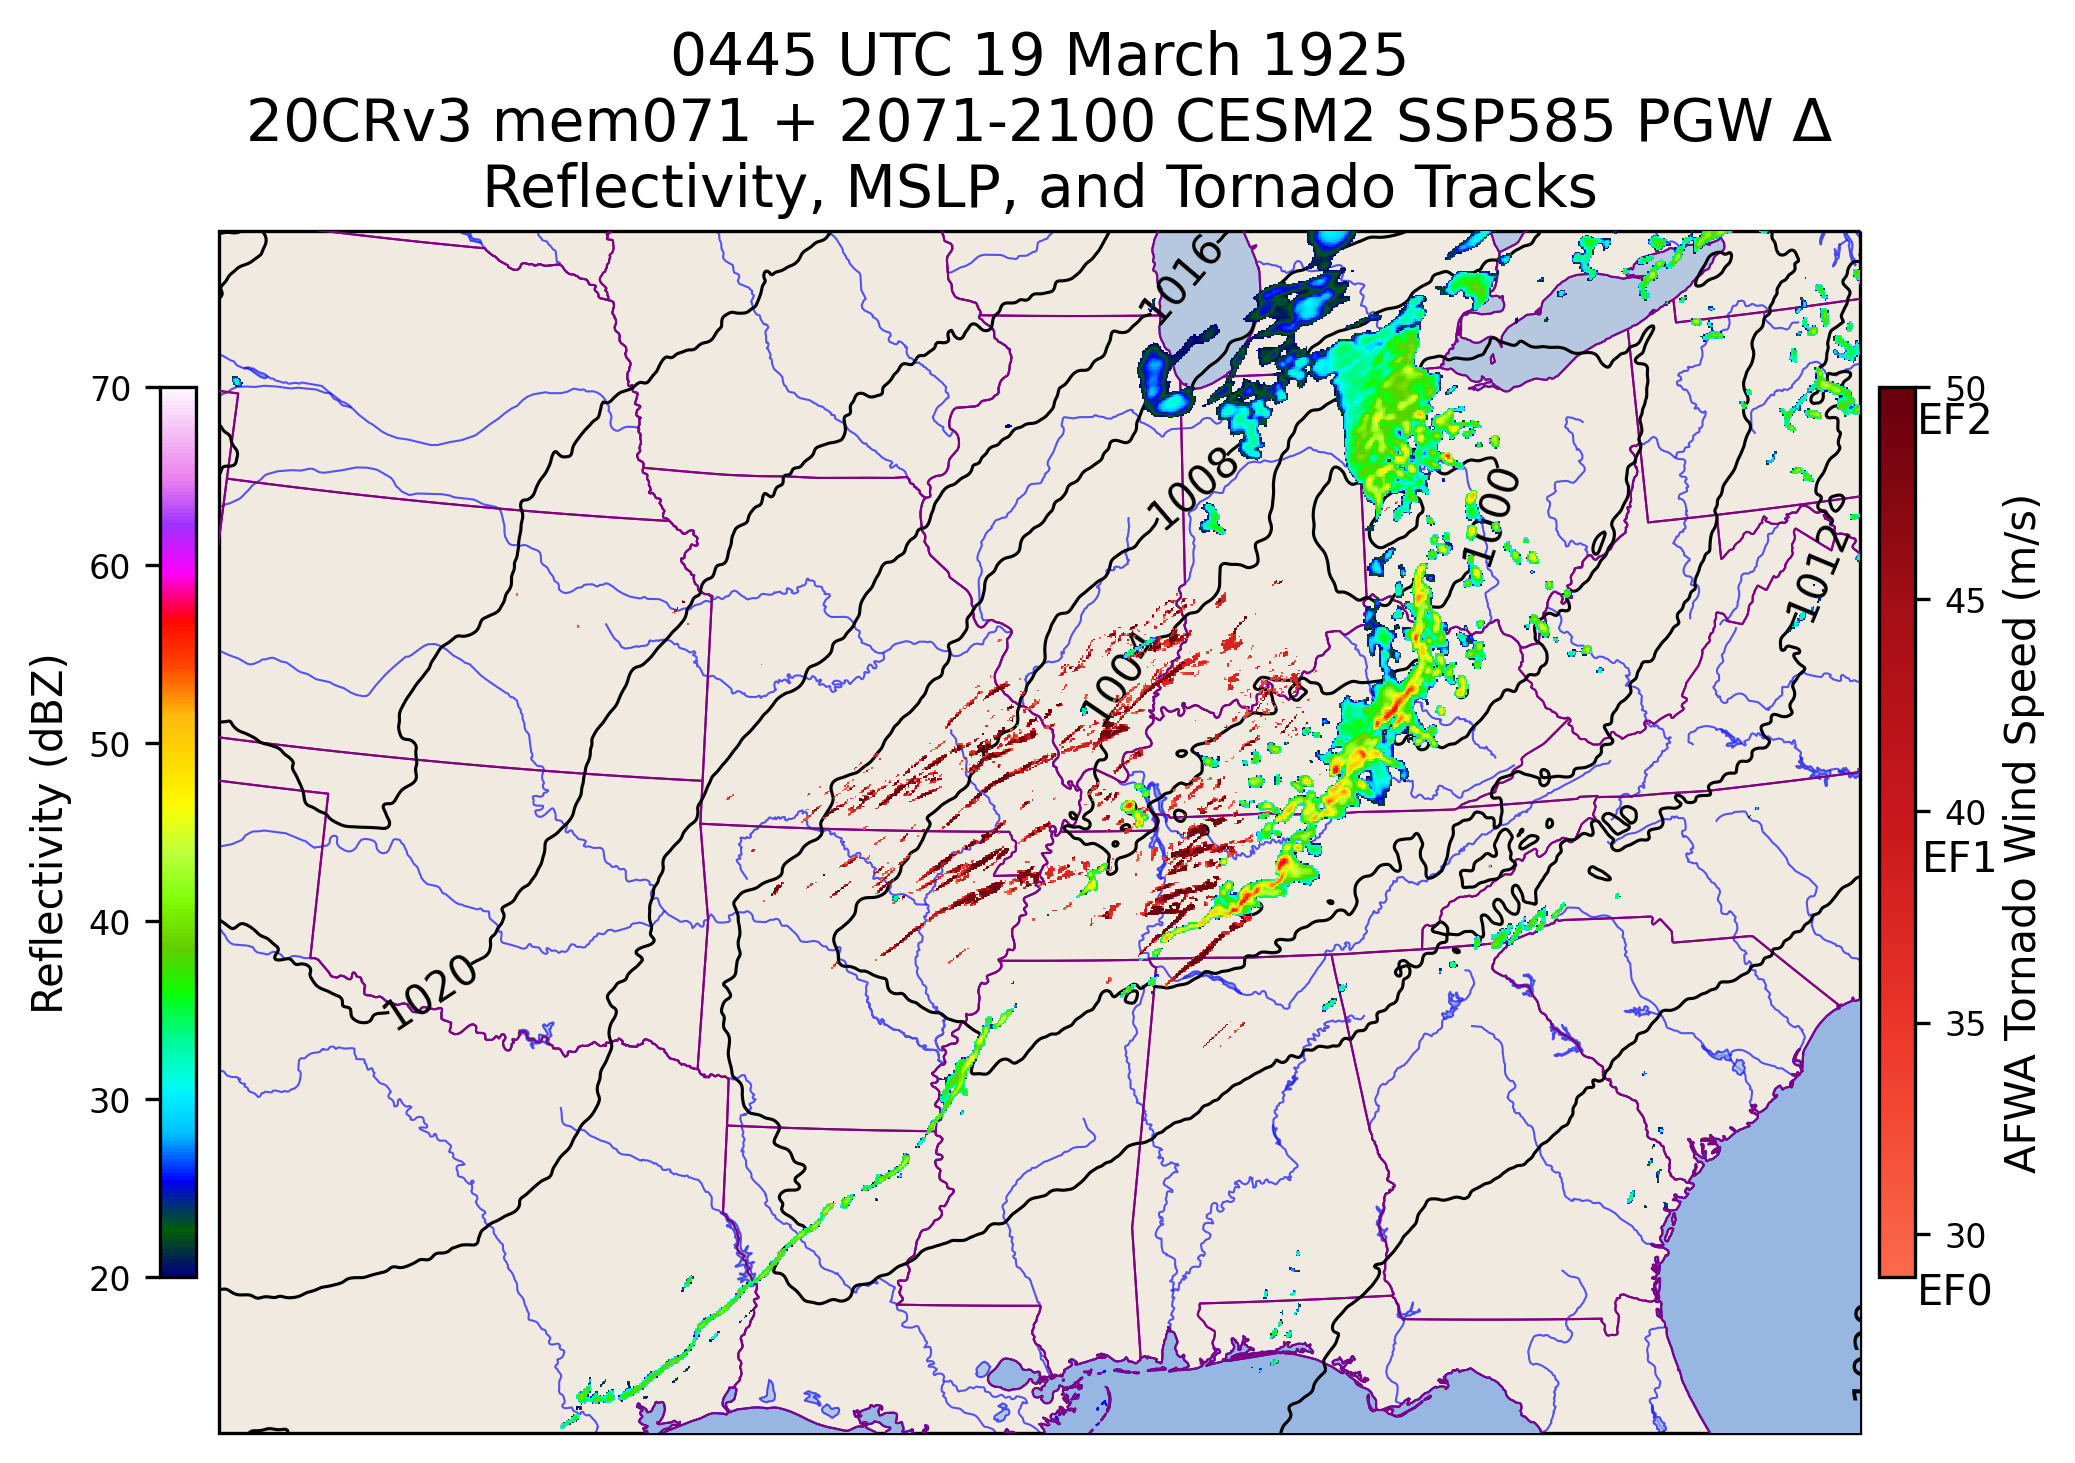 0445 UTC 19 March 1925
20CRv3 mem071 + 2071-2100 CESM2 SSP585 PGW Δ
Reflectivity, MSLP, and Tornado Tracks
Reflectivity (dBZ)
70
60
50
40
30
20
1016
1008
1000
1012
1004
1020
1020
50
EF2
45
40
EF1
35
30
EF0
AFWA Tornado Wind Speed (m/s)